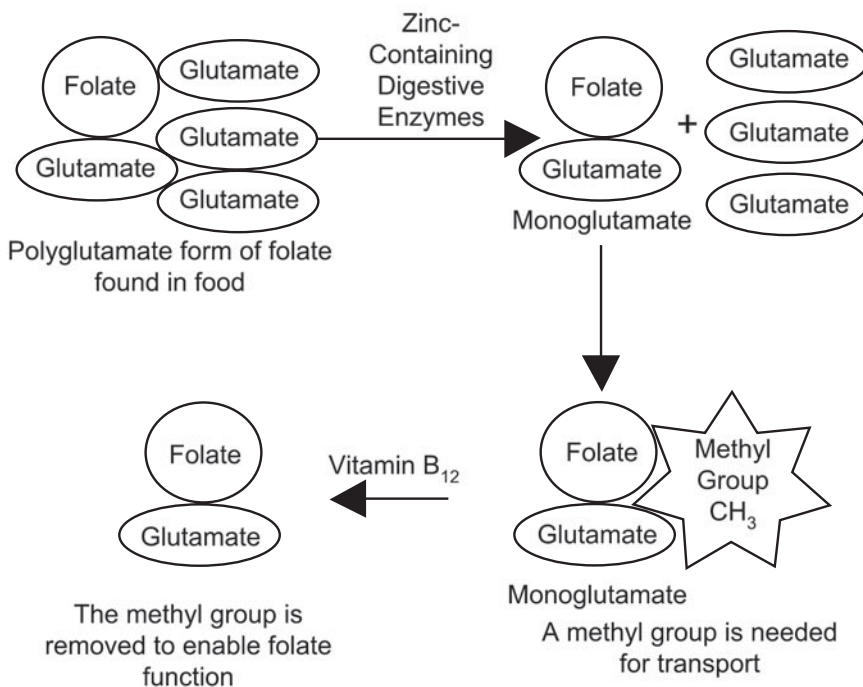 Folate
Glutamate
Glutamate
Glutamate
Glutamate
Polyglutamate form of folate
found in food
Zinc-
Containing
Digestive
Enzymes
Folate
Glutamate
Monoglutamate
+
Glutamate
Glutamate
Glutamate
Folate
Glutamate
Monoglutamate
Methyl
Group
CH₃
A methyl group is needed
for transport
Vitamin B₁₂
Folate
Glutamate
The methyl group is
removed to enable folate
function